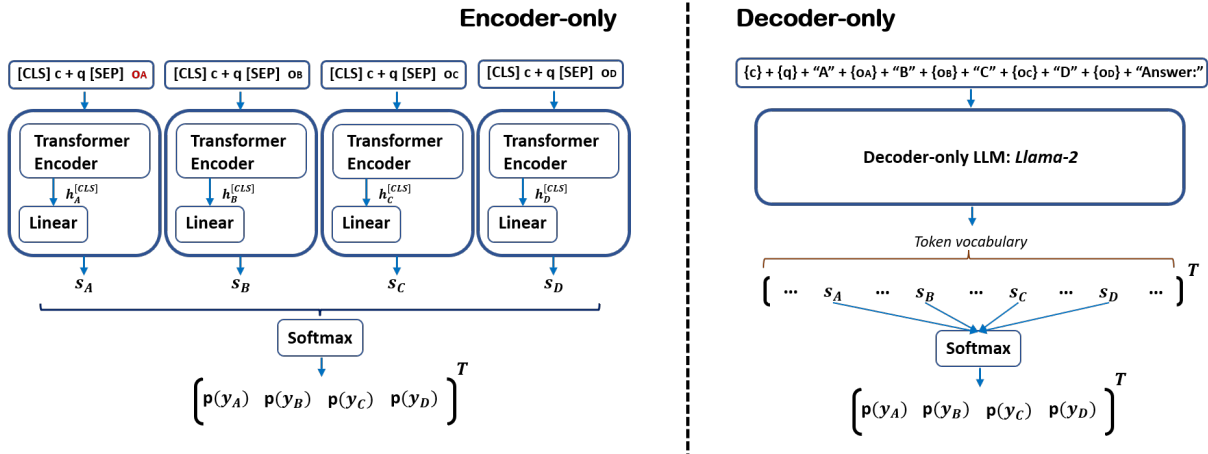 Encoder-only
[CLS] c + q [SEP] OA
[CLS] c + q [SEP] OB
[CLS] c + q [SEP] OC
[CLS] c + q [SEP] OD
Transformer
Encoder
h_A^[CLS]
Linear
Transformer
Encoder
h_B^[CLS]
Linear
Transformer
Encoder
h_C^[CLS]
Linear
Transformer
Encoder
h_D^[CLS]
Linear
s_A
s_B
s_C
s_D
Softmax
[p(y_A) p(y_B) p(y_C) p(y_D)]^T
Decoder-only
{c} + {q} + “A” + {OA} + “B” + {OB} + “C” + {OC} + “D” + {OD} + “Answer:”
Decoder-only LLM: Llama-2
Token vocabulary
[... s_A ... s_B ... s_C ... s_D ...]^T
Softmax
[p(y_A) p(y_B) p(y_C) p(y_D)]^T